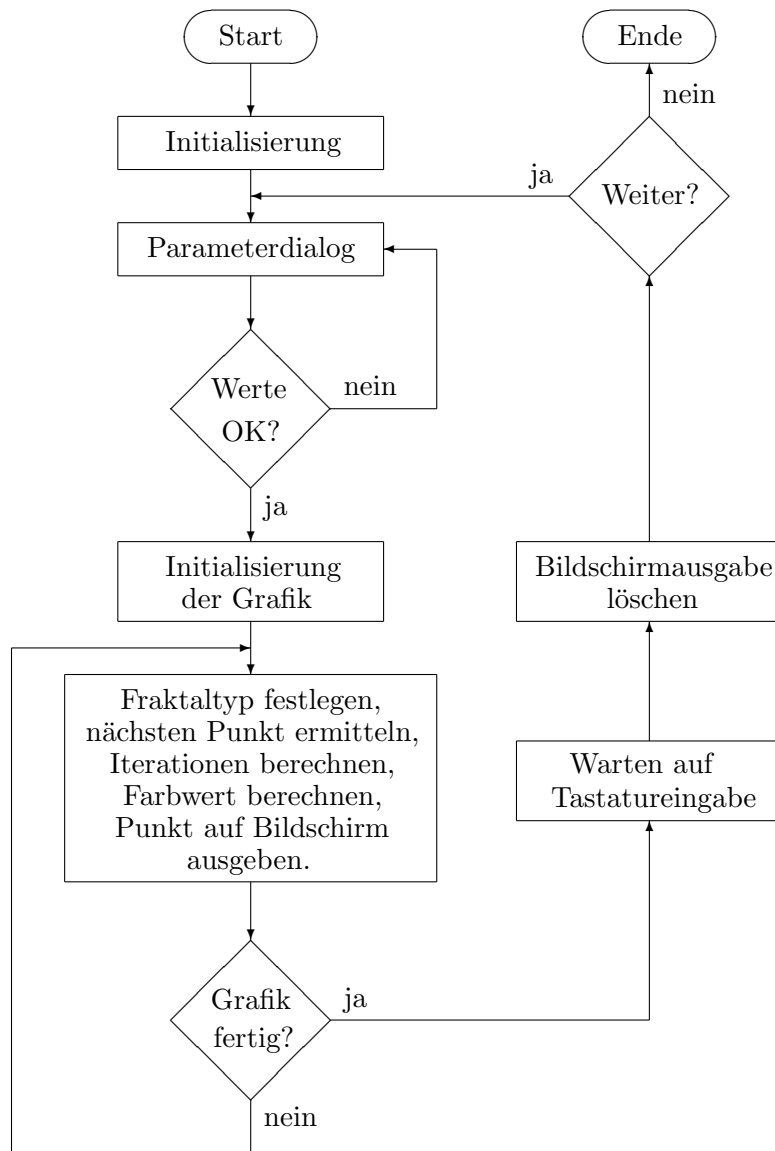 Start
Initialisierung
Parameterdialog
Werte
OK?
nein
ja
Initialisierung
der Grafik
Fraktaltyp festlegen,
nächsten Punkt ermitteln,
Iterationen berechnen,
Farbwert berechnen,
Punkt auf Bildschirm
ausgeben.
Grafik
fertig?
nein
ja
Warten auf
Tastatureingabe
Bildschirmausgabe
löschen
Weiter?
ja
nein
Ende